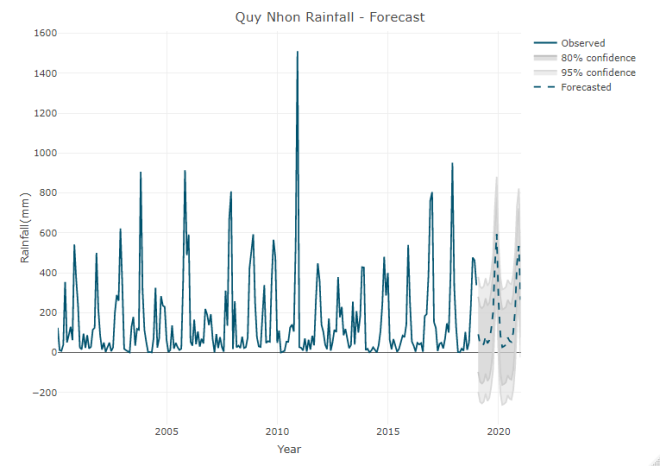 Quy Nhon Rainfall - Forecast
1600
1400
1200
1000
800
600
400
200
0
−200
Rainfall(mm)
2005
2010
2015
2020
Year
Observed
80% confidence
95% confidence
Forecasted